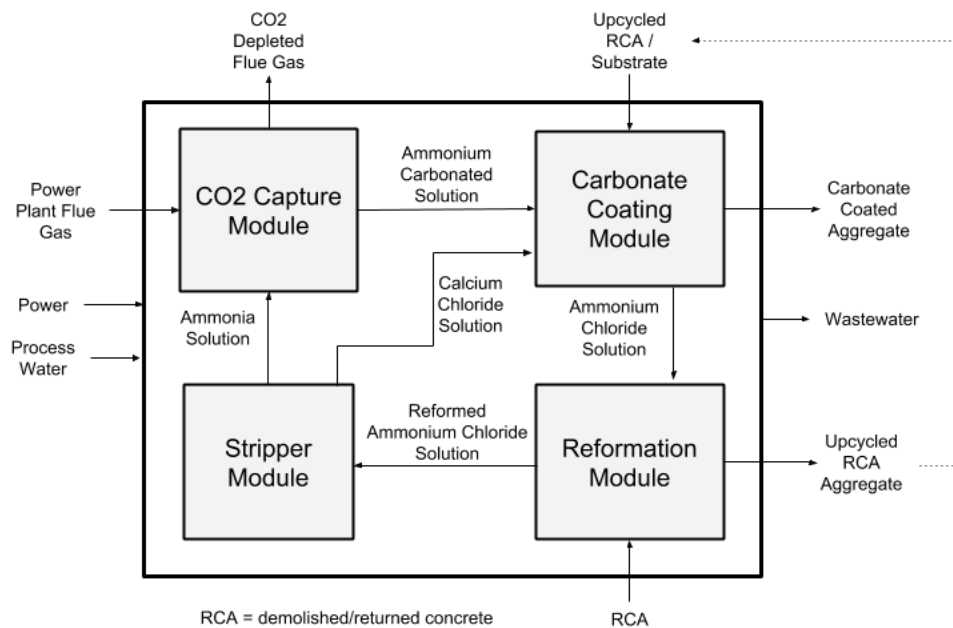 CO2
Depleted
Flue Gas
Upcycled
RCA /
Substrate
Power
Plant Flue
Gas
CO2 Capture
Module
Ammonium
Carbonated
Solution
Carbonate
Coating
Module
Carbonate
Coated
Aggregate
Power
Process
Water
Ammonia
Solution
Calcium
Chloride
Solution
Ammonium
Chloride
Solution
Wastewater
Stripper
Module
Reformed
Ammonium Chloride
Solution
Reformation
Module
Upcycled
RCA
Aggregate
RCA = demolished/returned concrete
RCA